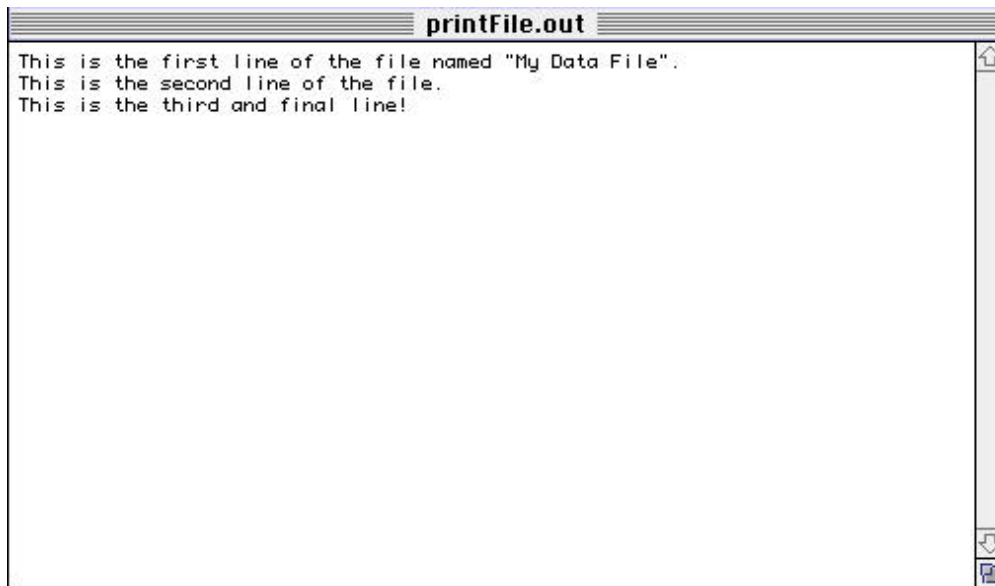 printFile.out
This is the first line of the file named "My Data File".
This is the second line of the file.
This is the third and final line!